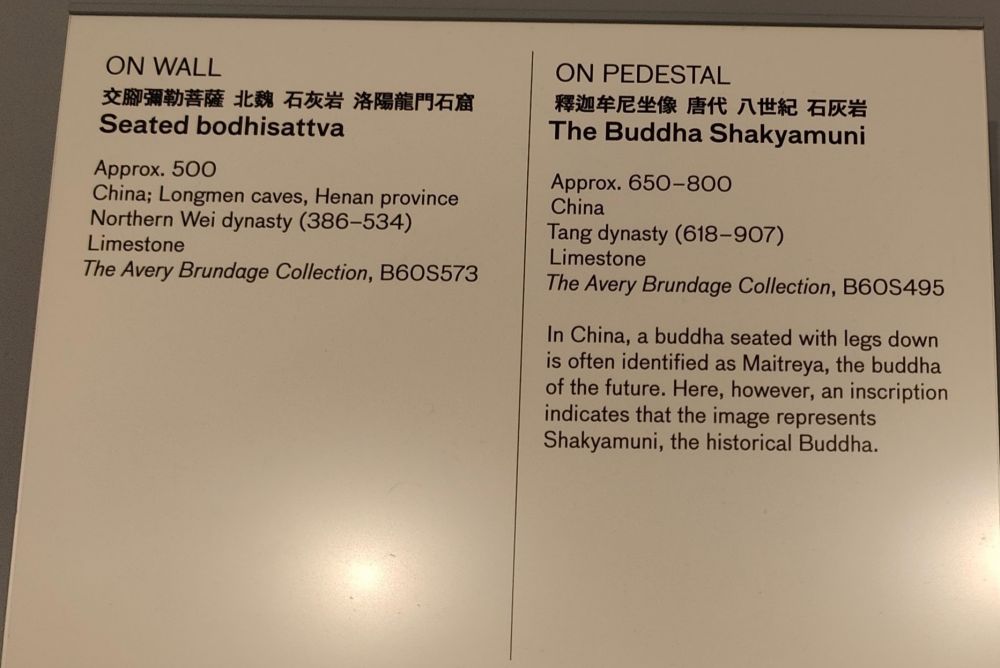 ON WALL
交腳彌勒菩薩 北魏 石灰岩 洛陽龍門石窟
Seated bodhisattva
Approx. 500
China; Longmen caves, Henan province
Northern Wei dynasty (386–534)
Limestone
The Avery Brundage Collection, B60S573
ON PEDESTAL
釋迦牟尼坐像 唐代 八世紀 石灰岩
The Buddha Shakyamuni
Approx. 650–800
China
Tang dynasty (618–907)
Limestone
The Avery Brundage Collection, B60S495
In China, a buddha seated with legs down
is often identified as Maitreya, the buddha
of the future. Here, however, an inscription
indicates that the image represents
Shakyamuni, the historical Buddha.